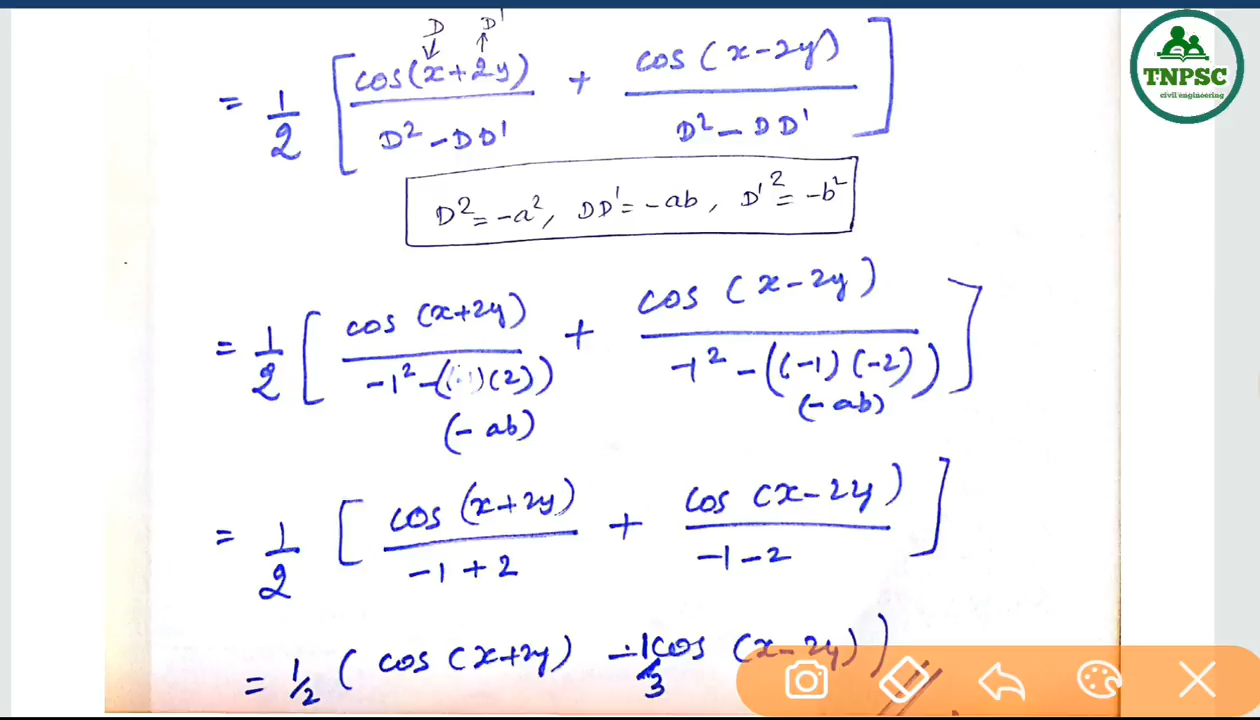 D D'
= 1/2 [ cos(x+2y) / D² - DD' + cos(x-2y) / D² - DD' ]
TNPSC
civil engineering
D² = -a², DD' = -ab, D'² = -b²
= 1/2 [ cos(x+2y) / -1² - ((-1)(2)) + cos(x-2y) / -1² - ((-1)(-2)) ]
(-ab) (-ab)
= 1/2 [ cos(x+2y) / -1+2 + cos(x-2y) / -1-2 ]
= 1/2 ( cos(x+2y) - 1/3 cos(x-2y) )